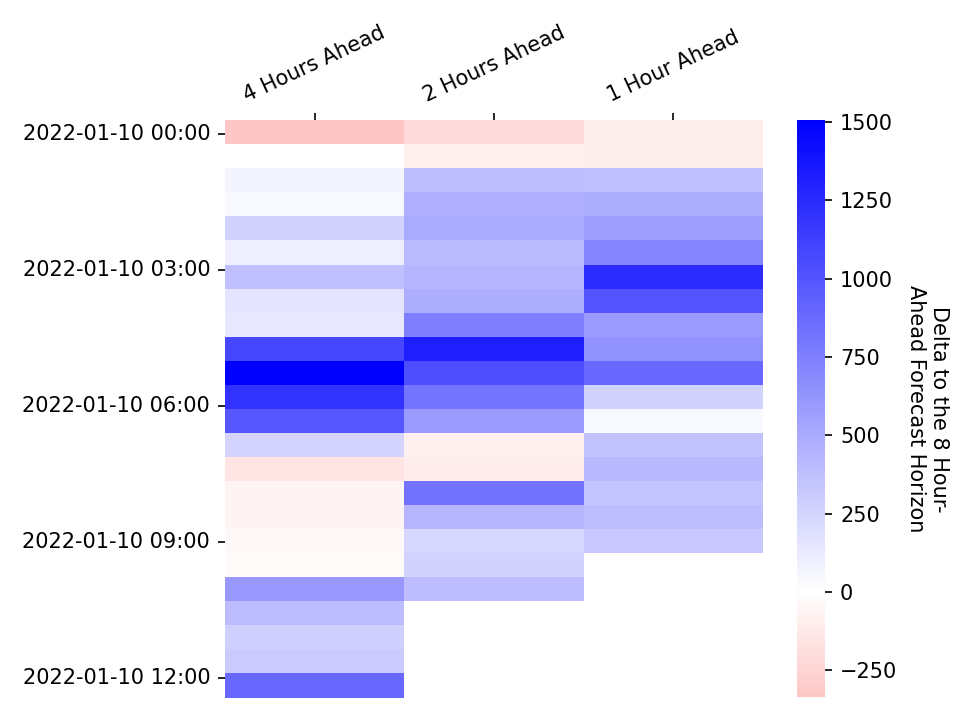 4 Hours Ahead
2 Hours Ahead
1 Hour Ahead
2022-01-10 00:00
2022-01-10 03:00
2022-01-10 06:00
2022-01-10 09:00
2022-01-10 12:00
1500
1250
1000
750
500
250
0
−250
Delta to the 8 Hour-
Ahead Forecast Horizon